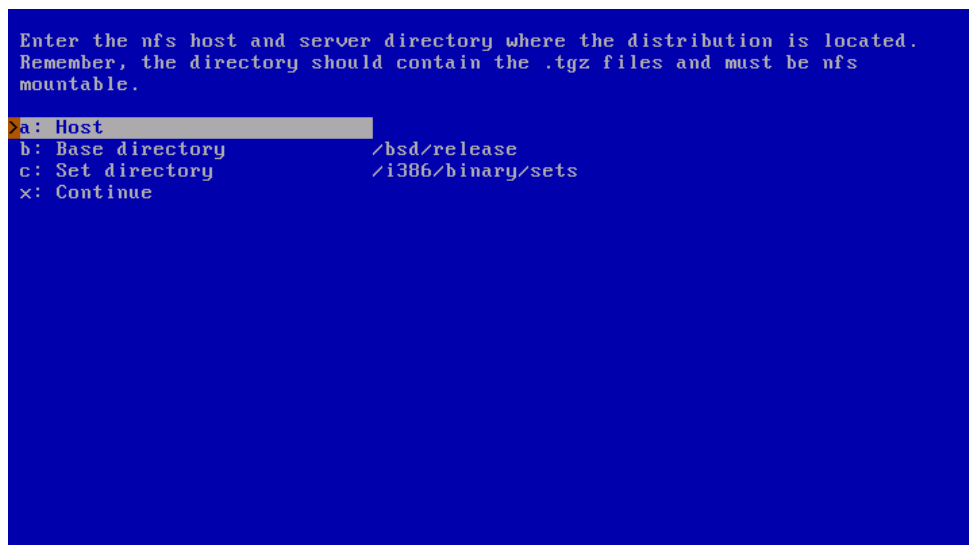 Enter the nfs host and server directory where the distribution is located.
Remember, the directory should contain the .tgz files and must be nfs
mountable.
>a: Host
b: Base directory /bsd/release
c: Set directory /i386/binary/sets
x: Continue